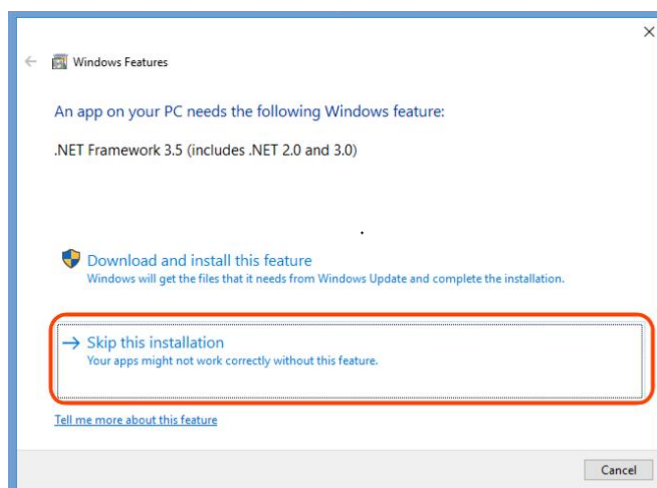 Windows Features
An app on your PC needs the following Windows feature:
.NET Framework 3.5 (includes .NET 2.0 and 3.0)
Download and install this feature
Windows will get the files that it needs from Windows Update and complete the installation.
Skip this installation
Your apps might not work correctly without this feature.
Tell me more about this feature
Cancel